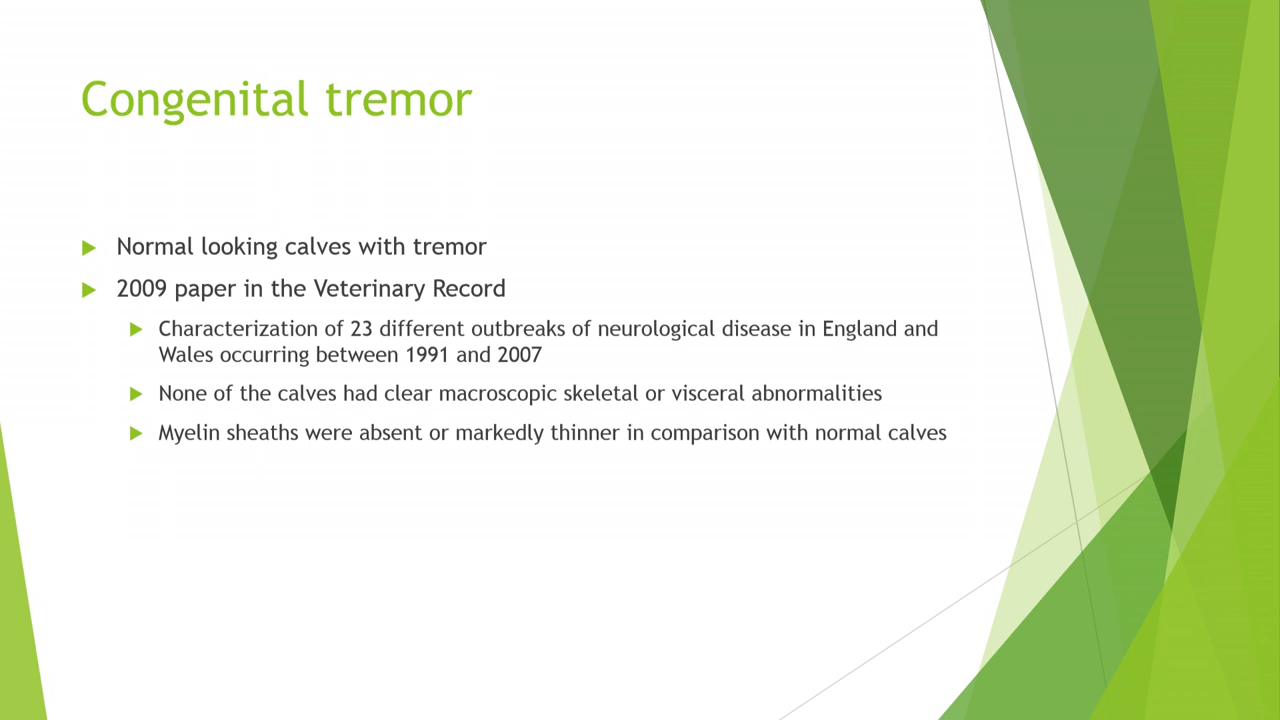 Congenital tremor
Normal looking calves with tremor
2009 paper in the Veterinary Record
Characterization of 23 different outbreaks of neurological disease in England and
Wales occurring between 1991 and 2007
None of the calves had clear macroscopic skeletal or visceral abnormalities
Myelin sheaths were absent or markedly thinner in comparison with normal calves